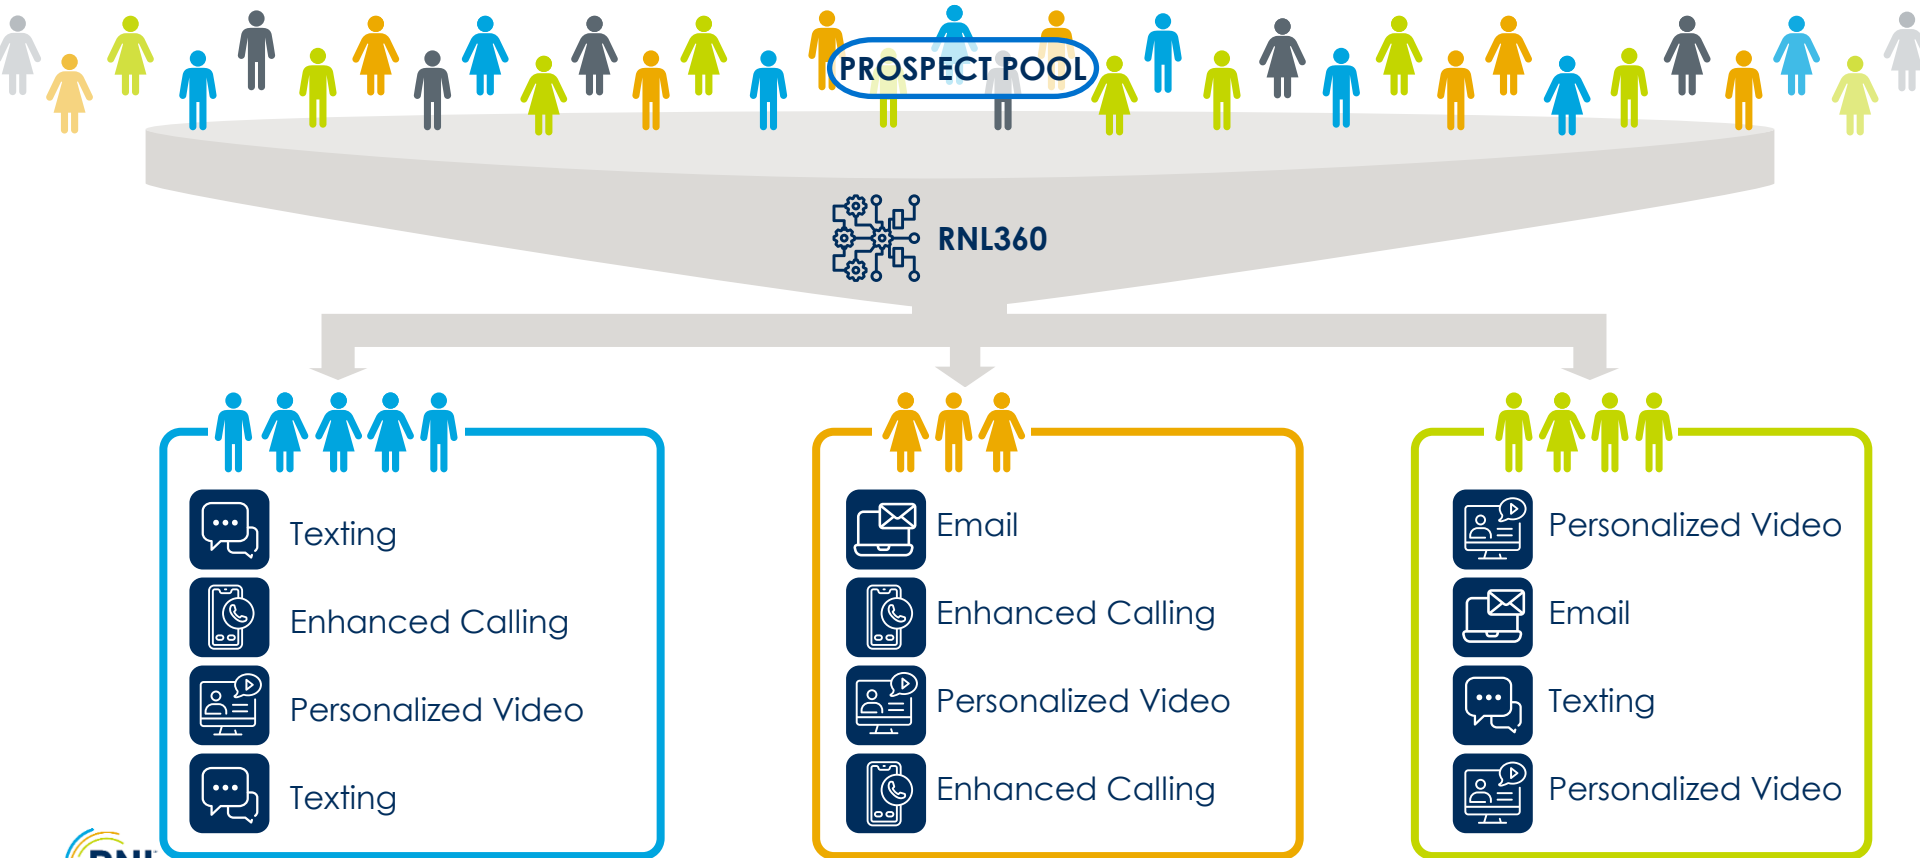 PROSPECT POOL
RNL360
Texting
Enhanced Calling
Personalized Video
Texting
Email
Enhanced Calling
Personalized Video
Enhanced Calling
Personalized Video
Email
Texting
Personalized Video
RNL